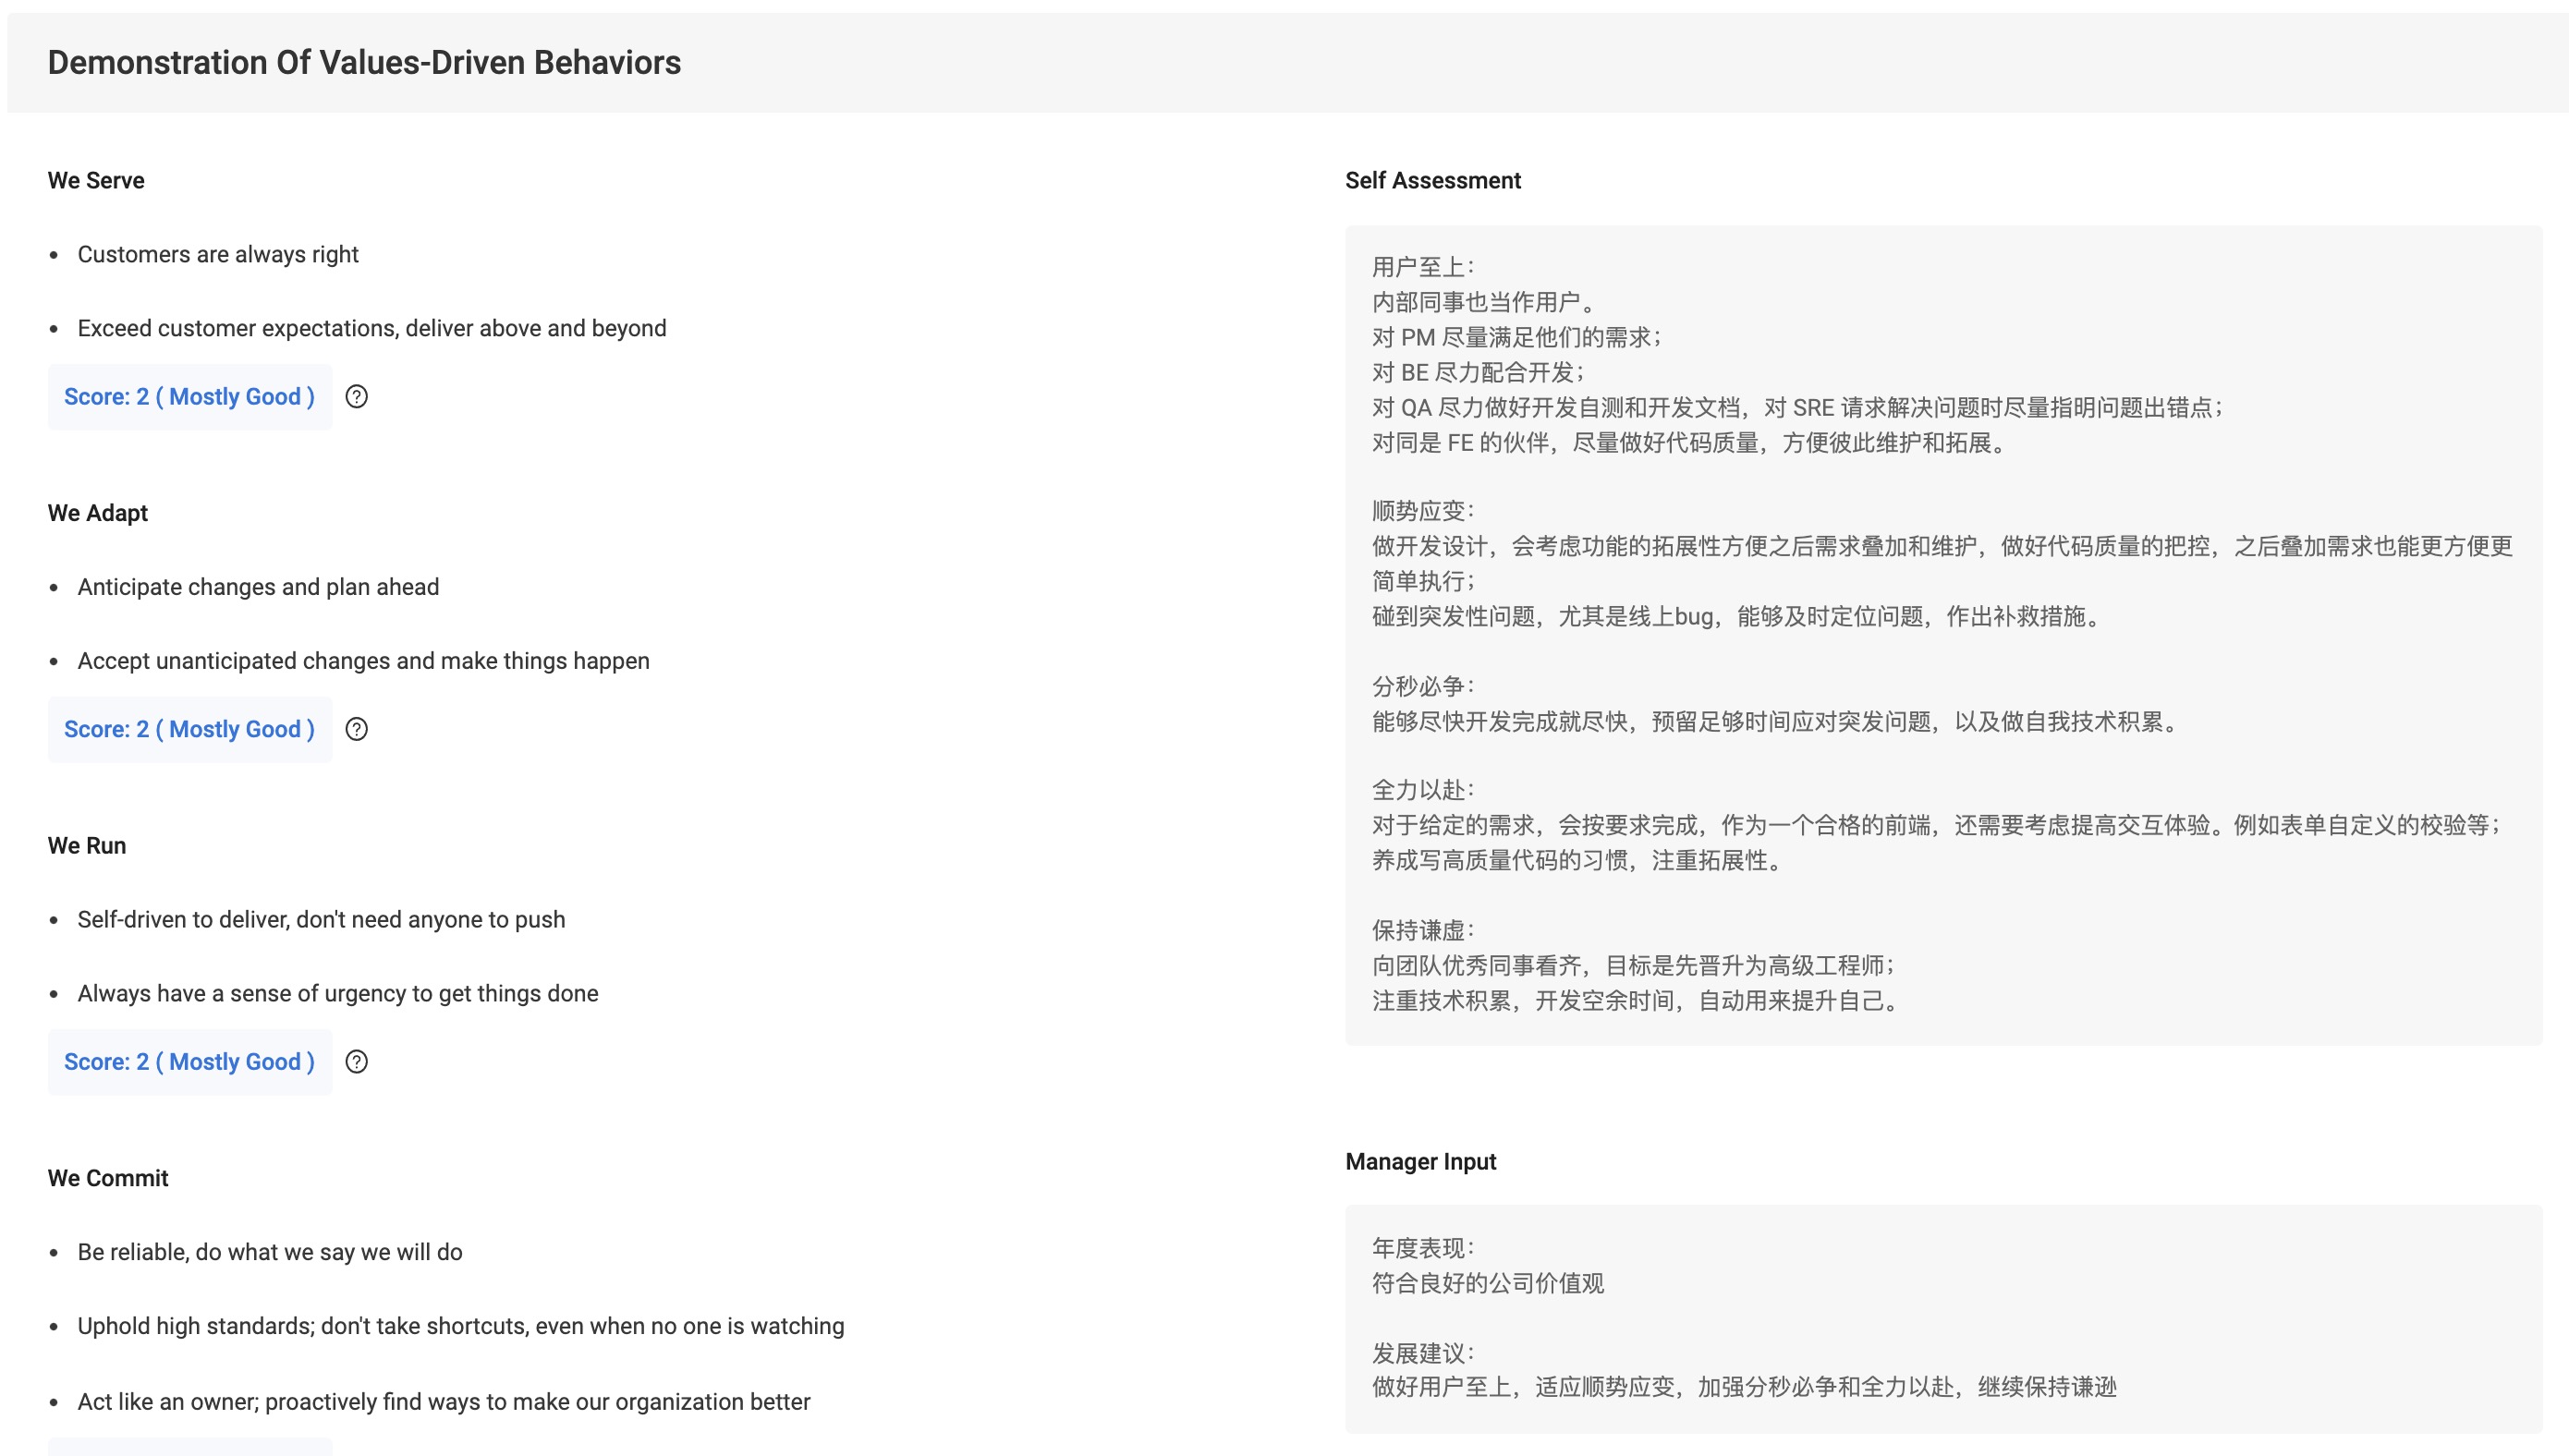 Demonstration Of Values-Driven Behaviors
We Serve
Customers are always right
Exceed customer expectations, deliver above and beyond
Score: 2 ( Mostly Good )
We Adapt
Anticipate changes and plan ahead
Accept unanticipated changes and make things happen
Score: 2 ( Mostly Good )
We Run
Self-driven to deliver, don't need anyone to push
Always have a sense of urgency to get things done
Score: 2 ( Mostly Good )
We Commit
Be reliable, do what we say we will do
Uphold high standards; don't take shortcuts, even when no one is watching
Act like an owner; proactively find ways to make our organization better
Self Assessment
用户至上：
内部同事也当作用户。
对 PM 尽量满足他们的需求；
对 BE 尽力配合开发；
对 QA 尽力做好开发自测和开发文档，对 SRE 请求解决问题时尽量指明问题出错点；
对同是 FE 的伙伴，尽量做好代码质量，方便彼此维护和拓展。
顺势应变：
做开发设计，会考虑功能的拓展性方便之后需求叠加和维护，做好代码质量的把控，之后叠加需求也能更方便更
简单执行；
碰到突发性问题，尤其是线上bug，能够及时定位问题，作出补救措施。
分秒必争：
能够尽快开发完成就尽快，预留足够时间应对突发问题，以及做自我技术积累。
全力以赴：
对于给定的需求，会按要求完成，作为一个合格的前端，还需要考虑提高交互体验。例如表单自定义的校验等；
养成写高质量代码的习惯，注重拓展性。
保持谦虚：
向团队优秀同事看齐，目标是先晋升为高级工程师；
注重技术积累，开发空余时间，自动用来提升自己。
Manager Input
年度表现：
符合良好的公司价值观
发展建议：
做好用户至上，适应顺势应变，加强分秒必争和全力以赴，继续保持谦逊